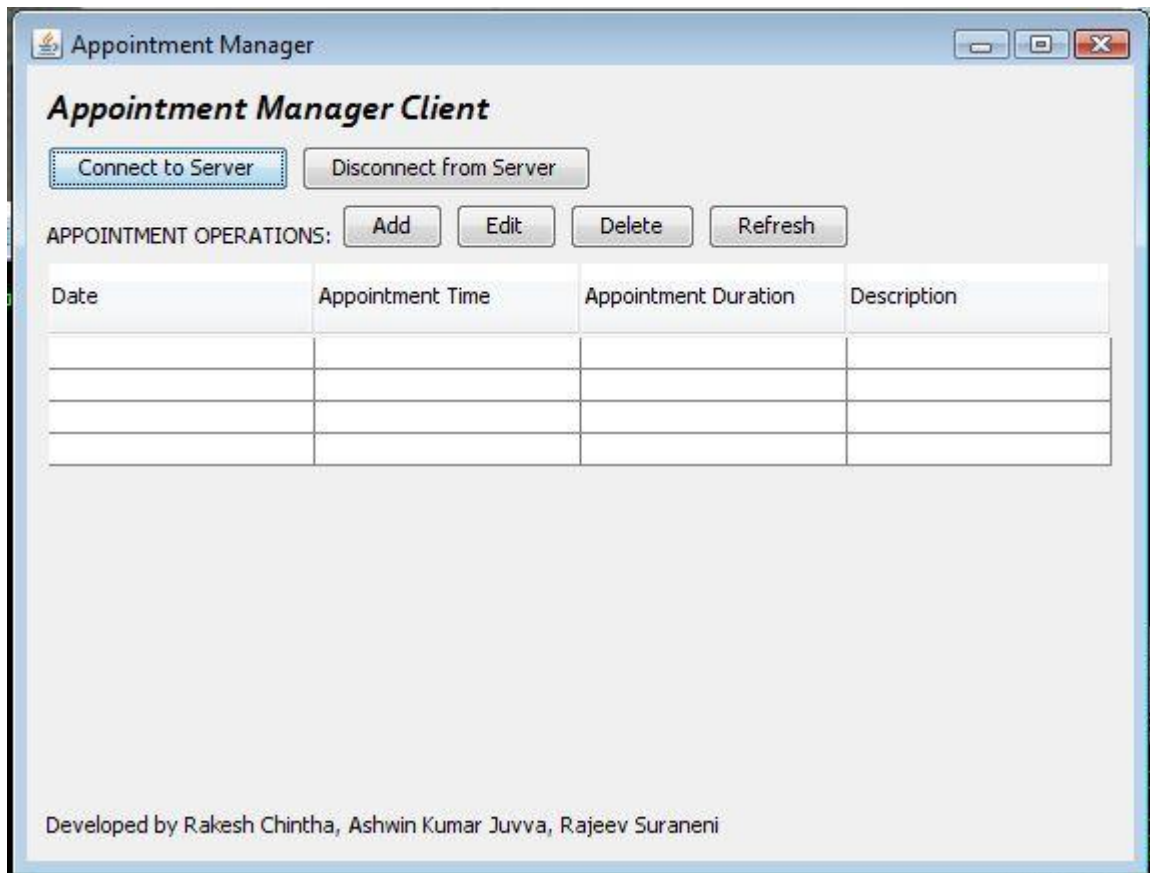 Appointment Manager
Appointment Manager Client
Connect to Server Disconnect from Server
APPOINTMENT OPERATIONS: Add Edit Delete Refresh
Date Appointment Time Appointment Duration Description
Developed by Rakesh Chintha, Ashwin Kumar Juvva, Rajeev Suraneni